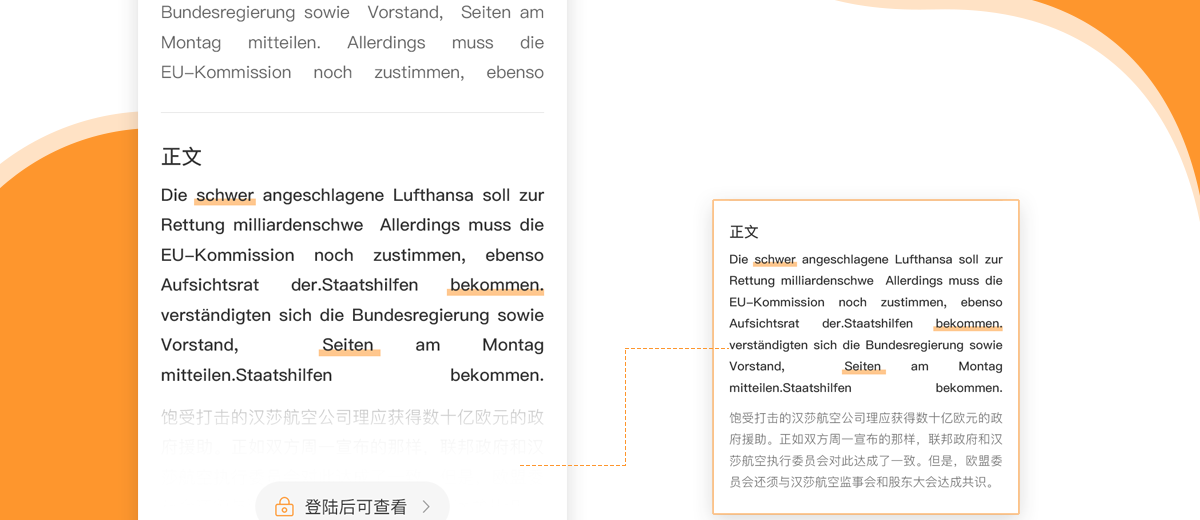 Bundesregierung sowie Vorstand, Seiten am
Montag mitteilen. Allerdings muss die
EU-Kommission noch zustimmen, ebenso
正文
Die schwer angeschlagene Lufthansa soll zur
Rettung milliardenschwe Allerdings muss die
EU-Kommission noch zustimmen, ebenso
Aufsichtsrat der.Staatshilfen bekommen.
verständigten sich die Bundesregierung sowie
Vorstand, Seiten am Montag
mitteilen.Staatshilfen bekommen.
饱受打击的汉莎航空公司理应获得数十亿欧元的政
府援助。正如双方周一宣布的那样，联邦政府和汉
登陆后可查看
正文
Die schwer angeschlagene Lufthansa soll zur
Rettung milliardenschwe Allerdings muss die
EU-Kommission noch zustimmen, ebenso
Aufsichtsrat der.Staatshilfen bekommen.
verständigten sich die Bundesregierung sowie
Vorstand, Seiten am Montag
mitteilen.Staatshilfen bekommen.
饱受打击的汉莎航空公司理应获得数十亿欧元的政
府援助。正如双方周一宣布的那样，联邦政府和汉
莎航空执行委员会对此达成了一致。但是，欧盟委
员会还须与汉莎航空监事会和股东大会达成共识。